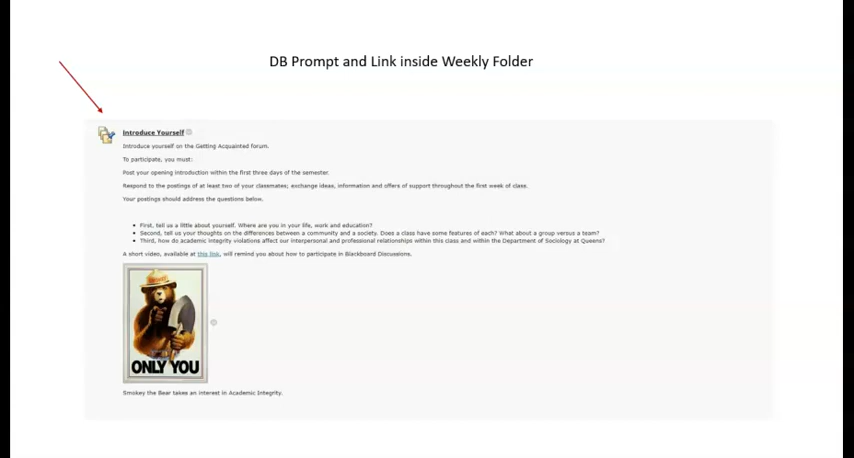 DB Prompt and Link inside Weekly Folder
Introduce Yourself
Introduce yourself on the Getting Acquainted forum.
To participate, you must:
Post your opening introduction within the first three days of the semester.
Respond to the postings of at least two of your classmates; exchange ideas, information and offers of support throughout the first week of class.
Your postings should address the questions below.
First, tell us a little about yourself. Where are you in your life, work and education?
Second, tell us your thoughts on the differences between a community and a society. Does a class have some features of each? What about a group versus a team?
Third, how do academic integrity violations affect our interpersonal and professional relationships within this class and within the Department of Sociology at Queens?
A short video, available at this link, will remind you about how to participate in Blackboard Discussions.
ONLY YOU
Smokey the Bear takes an interest in Academic Integrity.